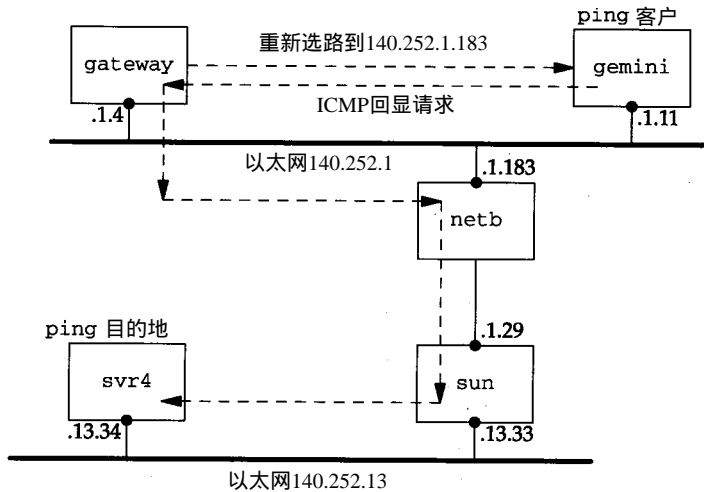 ping 客户
重新选路到140.252.1.183
gateway
gemini
ICMP回显请求
.1.4
.1.11
以太网140.252.1
.1.183
netb
.1.29
ping 目的地
svr4
sun
.13.34
.13.33
以太网140.252.13